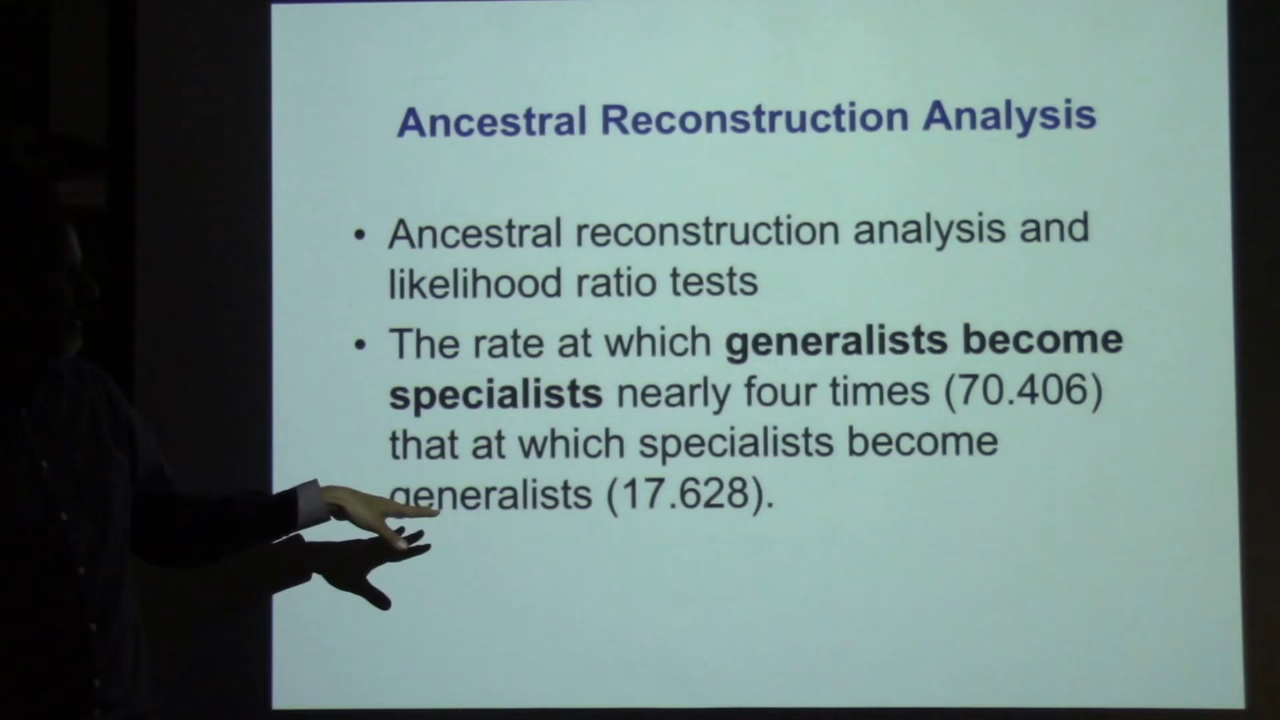 Ancestral Reconstruction Analysis
• Ancestral reconstruction analysis and
likelihood ratio tests
• The rate at which generalists become
specialists nearly four times (70.406)
that at which specialists become
generalists (17.628).